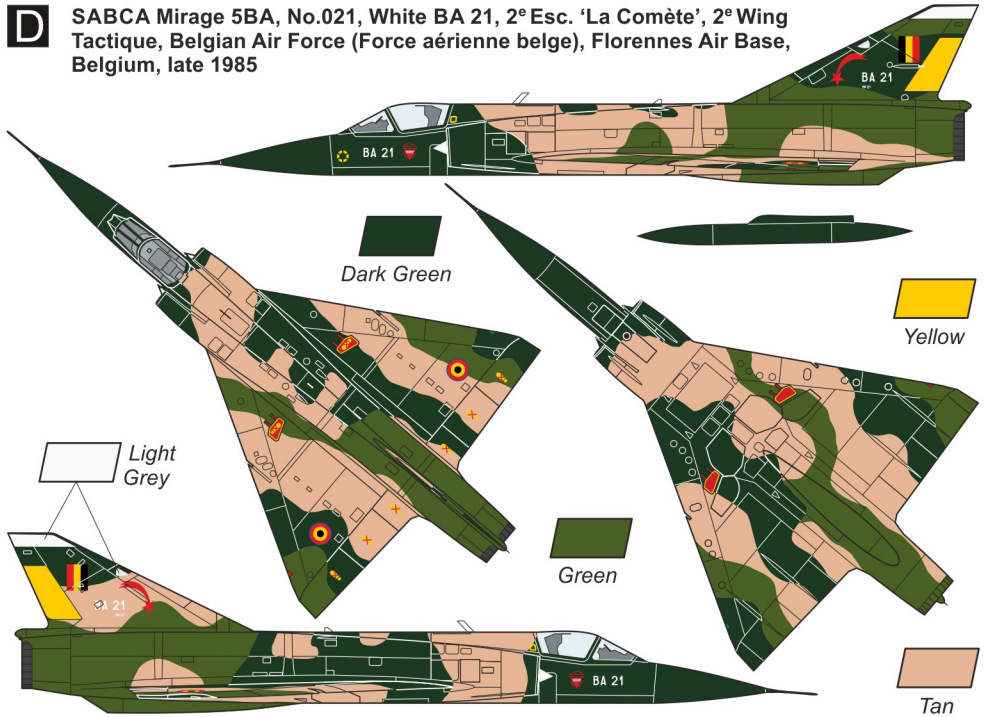 D
SABCA Mirage 5BA, No.021, White BA 21, 2e Esc. ‘La Comète’, 2e Wing
Tactique, Belgian Air Force (Force aérienne belge), Florennes Air Base,
Belgium, late 1985
BA 21
BA 21
Dark Green
Yellow
Light
Grey
Green
BA 21
BA 21
Tan